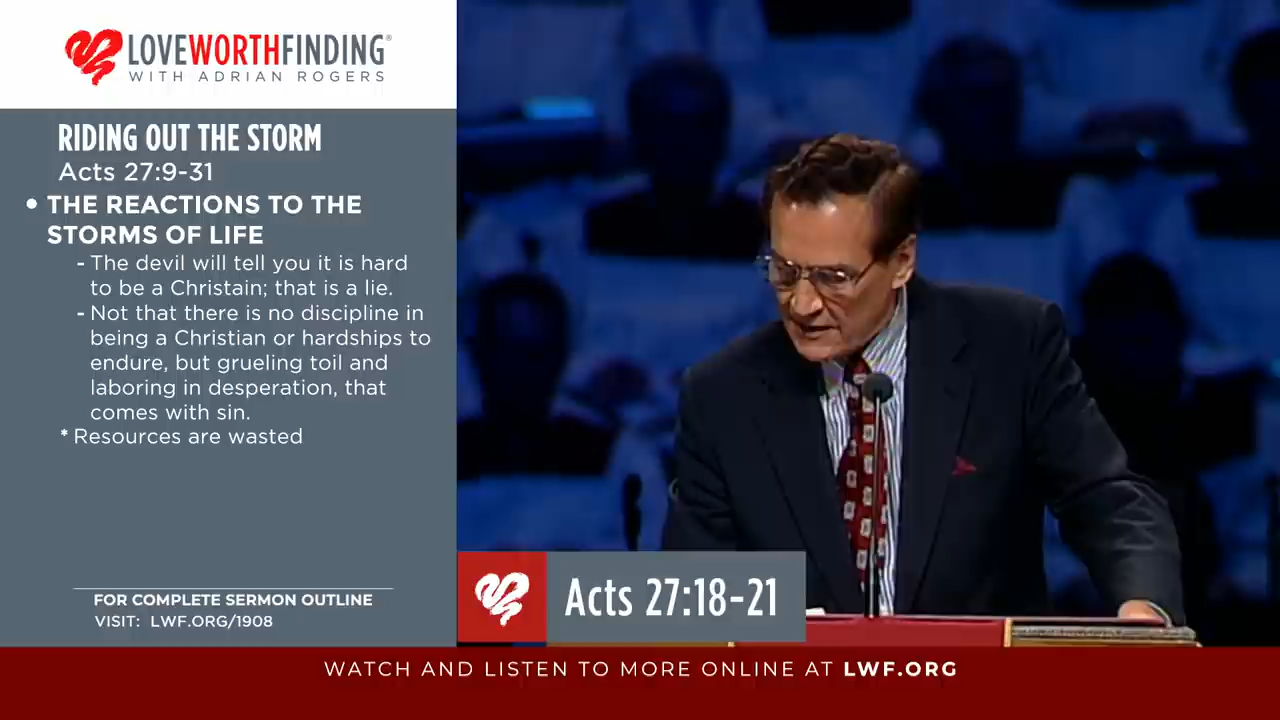 LOVEWORTHFINDING®
WITH ADRIAN ROGERS
RIDING OUT THE STORM
Acts 27:9-31
• THE REACTIONS TO THE
STORMS OF LIFE
- The devil will tell you it is hard
to be a Christain; that is a lie.
- Not that there is no discipline in
being a Christian or hardships to
endure, but grueling toil and
laboring in desperation, that
comes with sin.
* Resources are wasted
FOR COMPLETE SERMON OUTLINE
VISIT: LWF.ORG/1908
Acts 27:18-21
WATCH AND LISTEN TO MORE ONLINE AT LWF.ORG